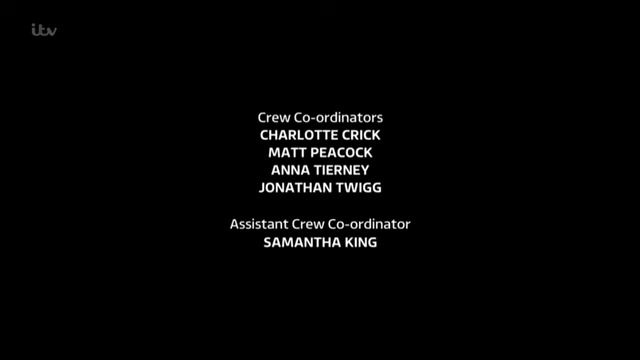 itv
Crew Co-ordinators
CHARLOTTE CRICK
MATT PEACOCK
ANNA TIERNEY
JONATHAN TWIGG
Assistant Crew Co-ordinator
SAMANTHA KING